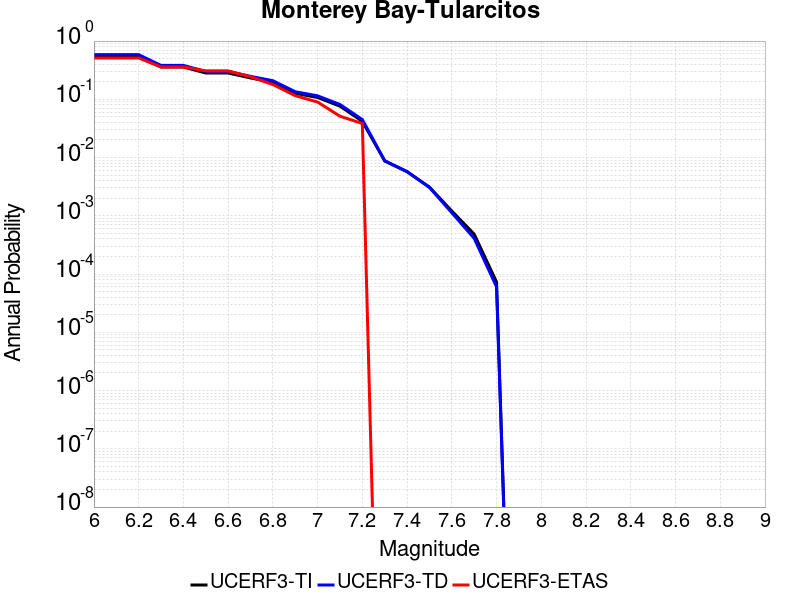 Monterey Bay-Tularcitos
Annual Probability
10^0
10^-1
10^-2
10^-3
10^-4
10^-5
10^-6
10^-7
10^-8
6 6.2 6.4 6.6 6.8 7 7.2 7.4 7.6 7.8 8 8.2 8.4 8.6 8.8 9
Magnitude
UCERF3-TI UCERF3-TD UCERF3-ETAS